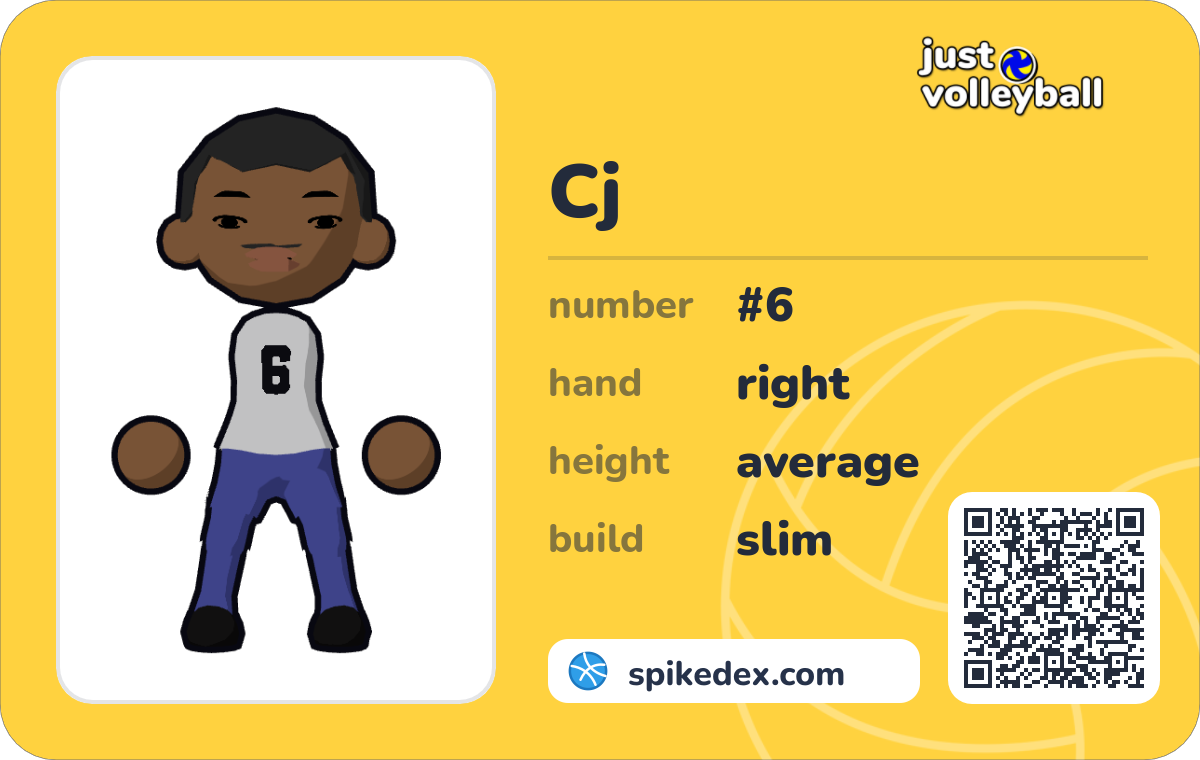 just
volleyball
Cj
number #6
hand right
height average
build slim
6
spikedex.com